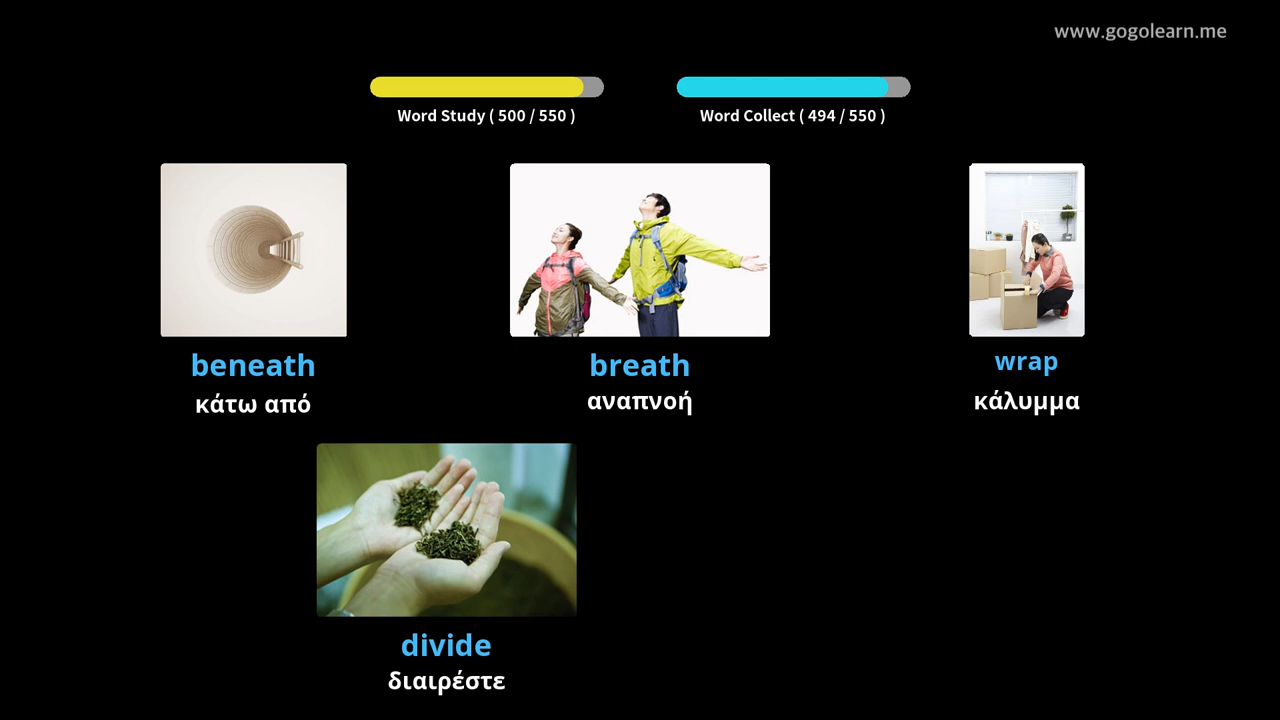 www.gogolearn.me
Word Study ( 500 / 550 )
Word Collect ( 494 / 550 )
beneath
κάτω από
breath
αναπνοή
wrap
κάλυμμα
divide
διαιρέστε